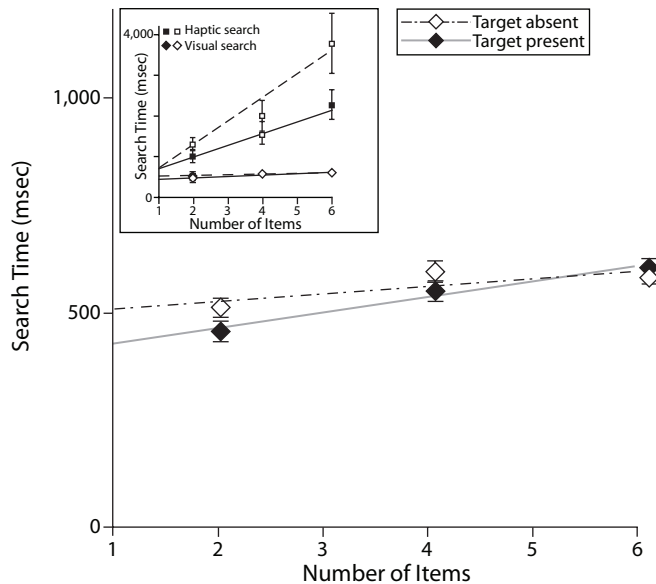 Target absent
Target present
Haptic search
Visual search
4,000
0
Search Time (msec)
1 2 3 4 5 6
Number of Items
1,000
500
0
Search Time (msec)
1 2 3 4 5 6
Number of Items